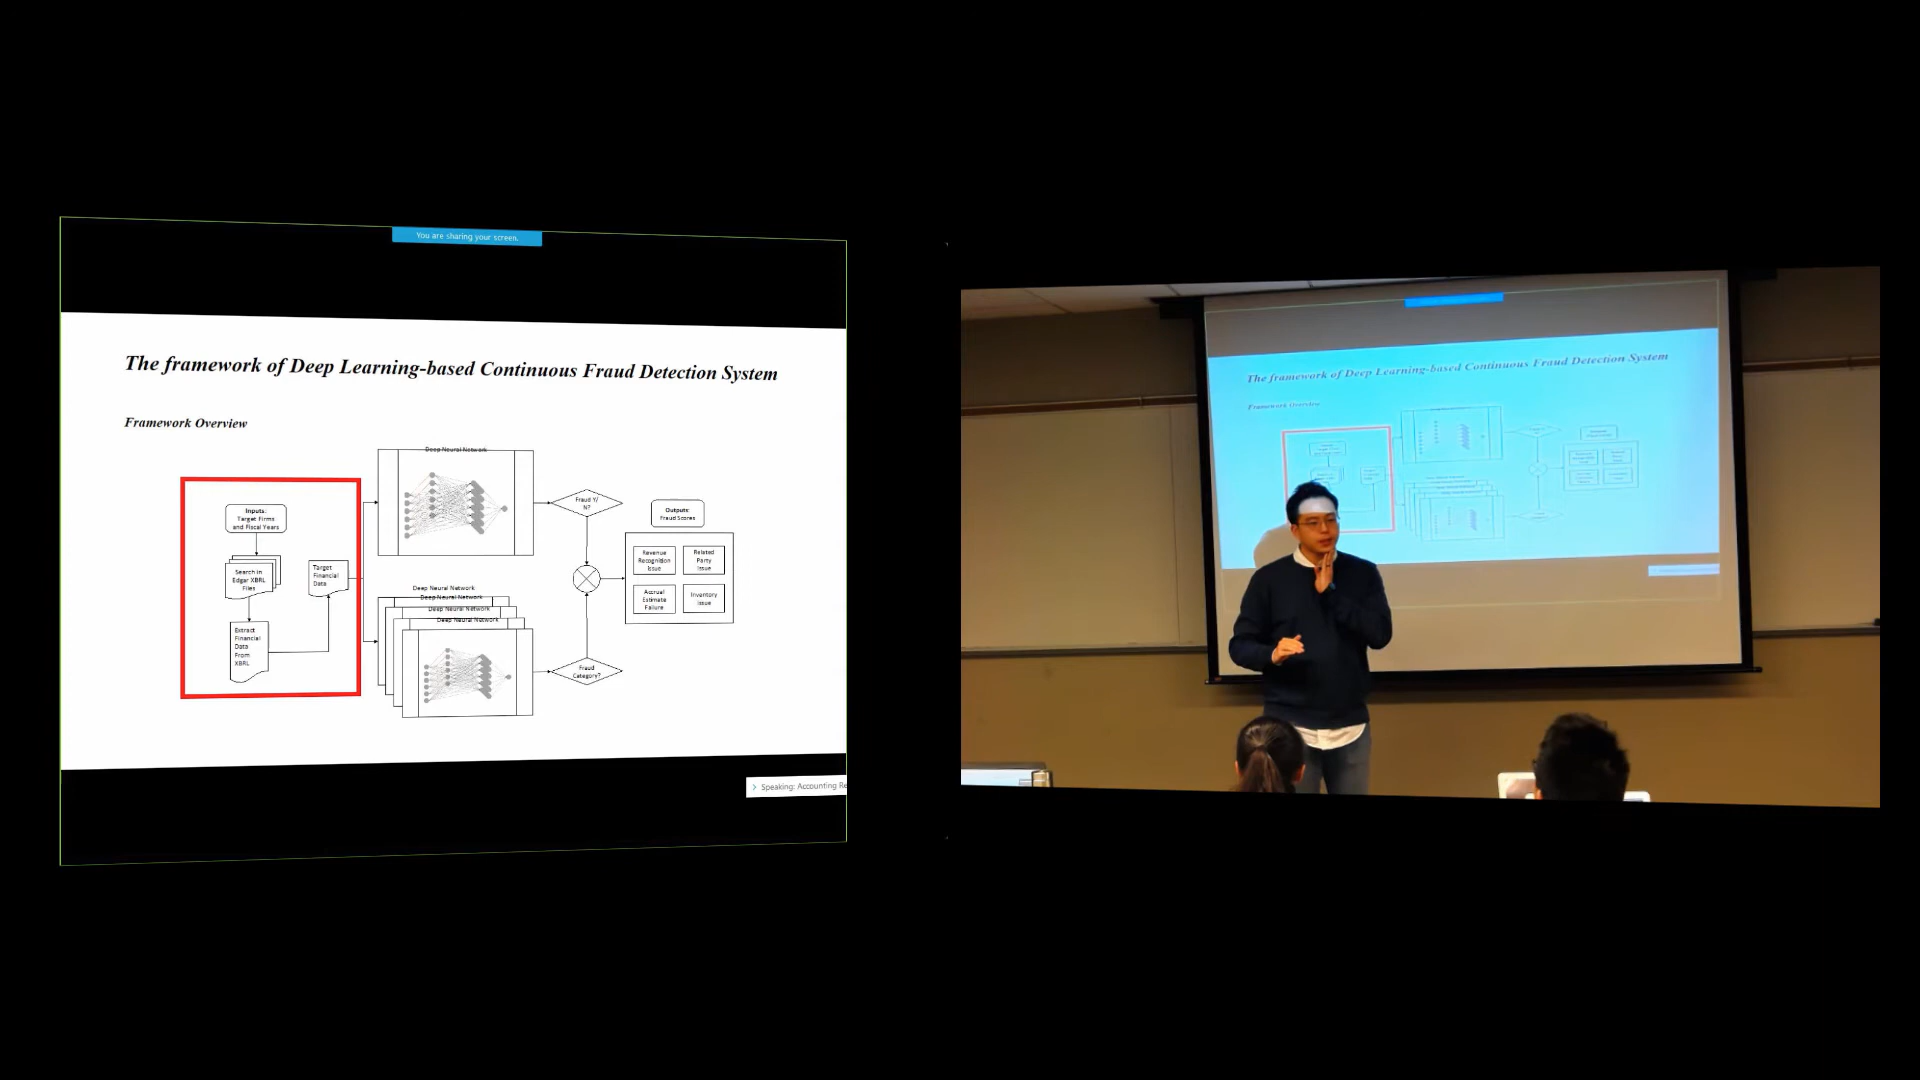 You are sharing your screen.
The framework of Deep Learning-based Continuous Fraud Detection System
Framework Overview
Inputs:
Target Firms
and Fiscal Years
Search in
Edgar XBRL
Files
Extract
Financial
Data
From
XBRL
Target
Financial
Data
Deep Neural Network
Deep Neural Network
Deep Neural Network
Deep Neural Network
Deep Neural Network
Fraud Y/
N?
Fraud
Category?
Outputs:
Fraud Scores
Revenue
Recognition
Issue
Related
Party
Issue
Accrual
Estimate
Failure
Inventory
Issue
Speaking: Accounting Re
The framework of Deep Learning-based Continuous Fraud Detection System
Framework Overview